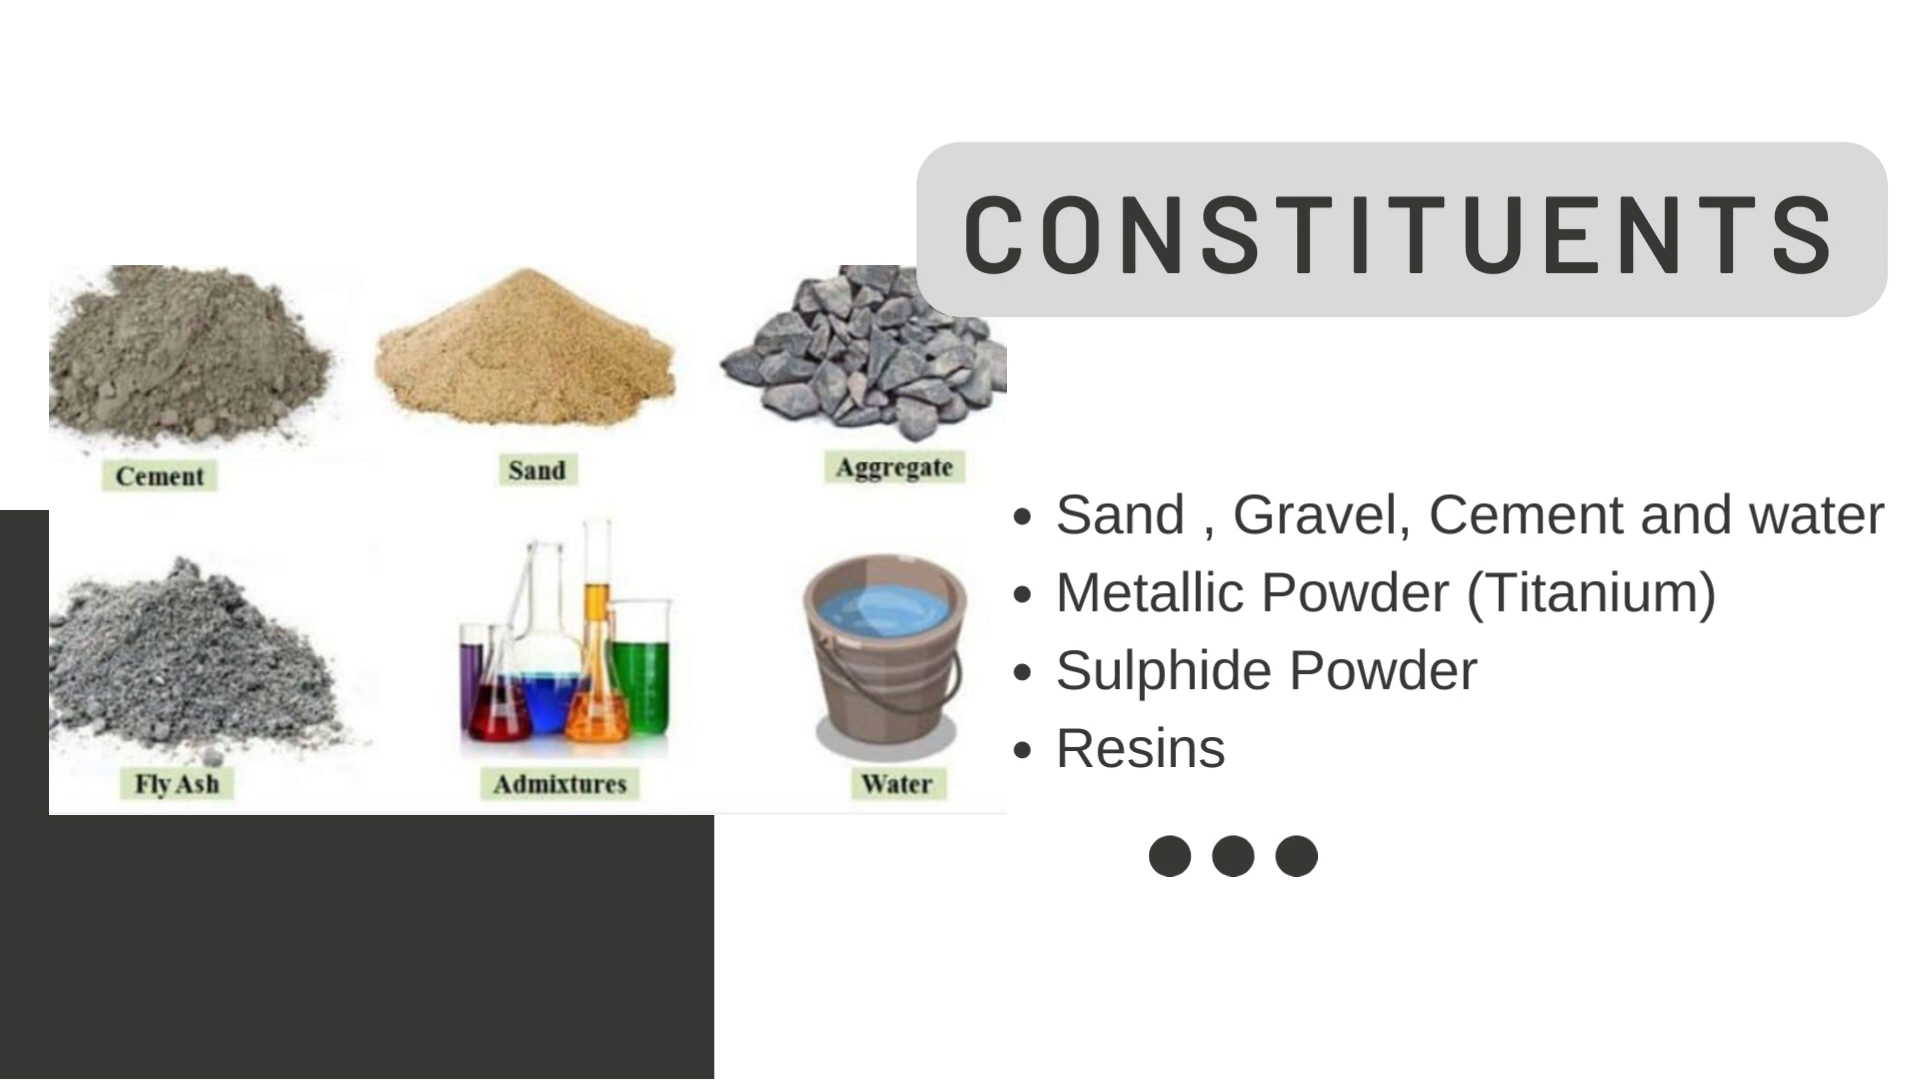 CONSTITUENTS
Cement
Sand
Aggregate
Fly Ash
Admixtures
Water
• Sand , Gravel, Cement and water
• Metallic Powder (Titanium)
• Sulphide Powder
• Resins